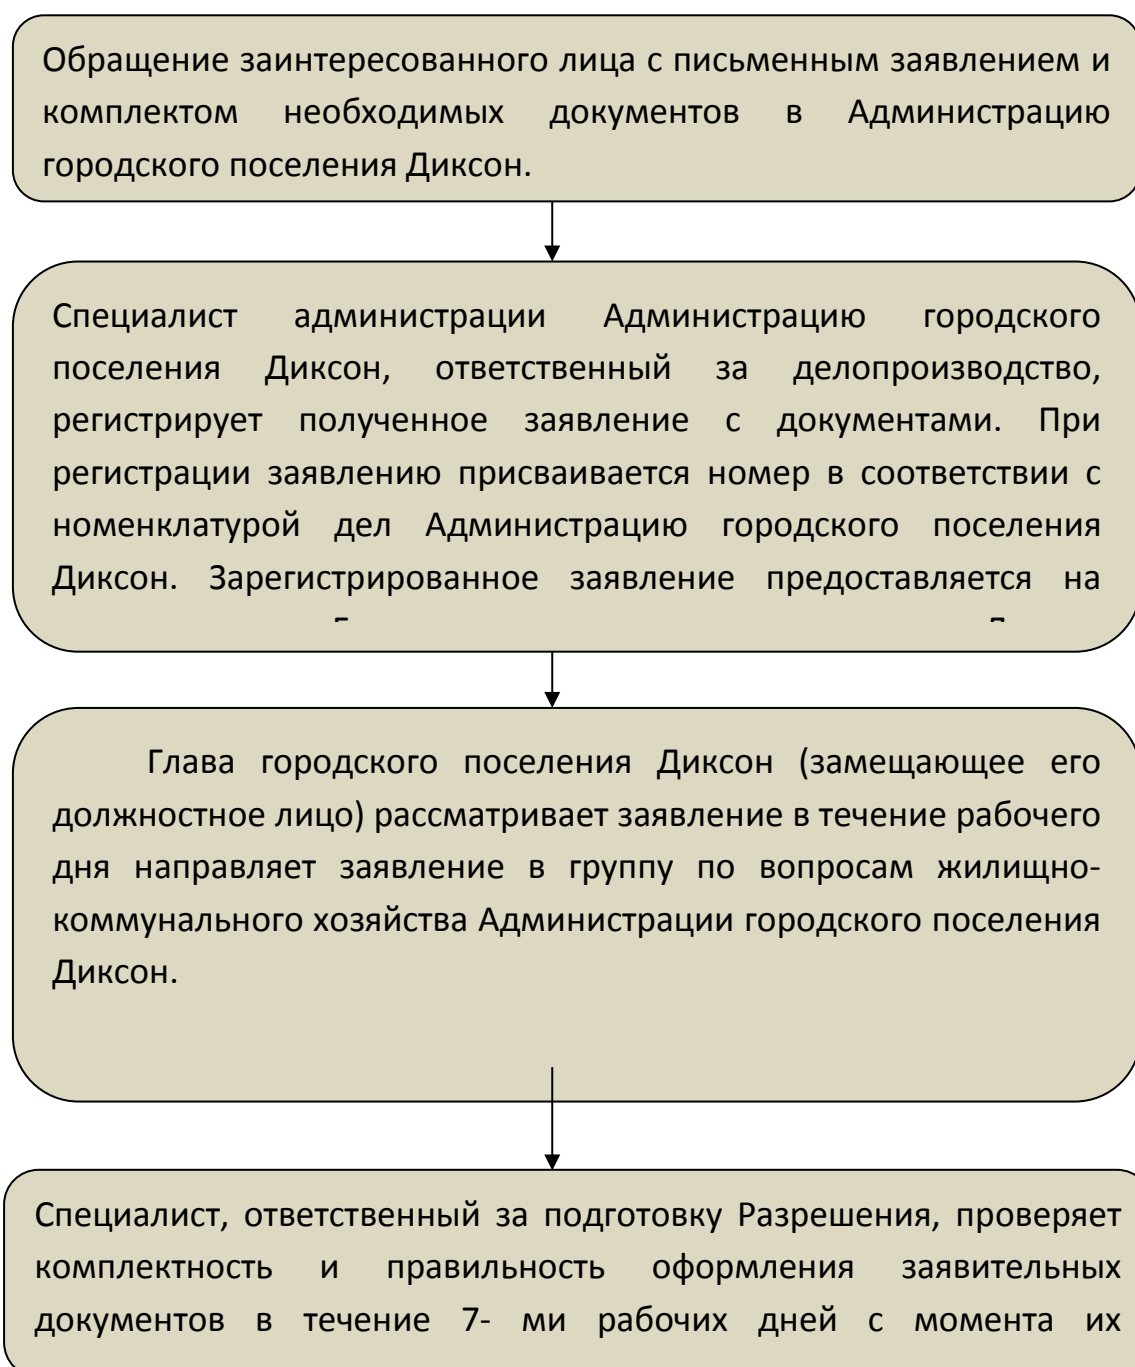 Обращение заинтересованного лица с письменным заявлением и
комплектом необходимых документов в Администрацию
городского поселения Диксон.
Специалист администрации Администрацию городского
поселения Диксон, ответственный за делопроизводство,
регистрирует полученное заявление с документами. При
регистрации заявлению присваивается номер в соответствии с
номенклатурой дел Администрацию городского поселения
Диксон. Зарегистрированное заявление предоставляется на
Глава городского поселения Диксон (замещающее его
должностное лицо) рассматривает заявление в течение рабочего
дня направляет заявление в группу по вопросам жилищно-
коммунального хозяйства Администрации городского поселения
Диксон.
Специалист, ответственный за подготовку Разрешения, проверяет
комплектность и правильность оформления заявительных
документов в течение 7- ми рабочих дней с момента их